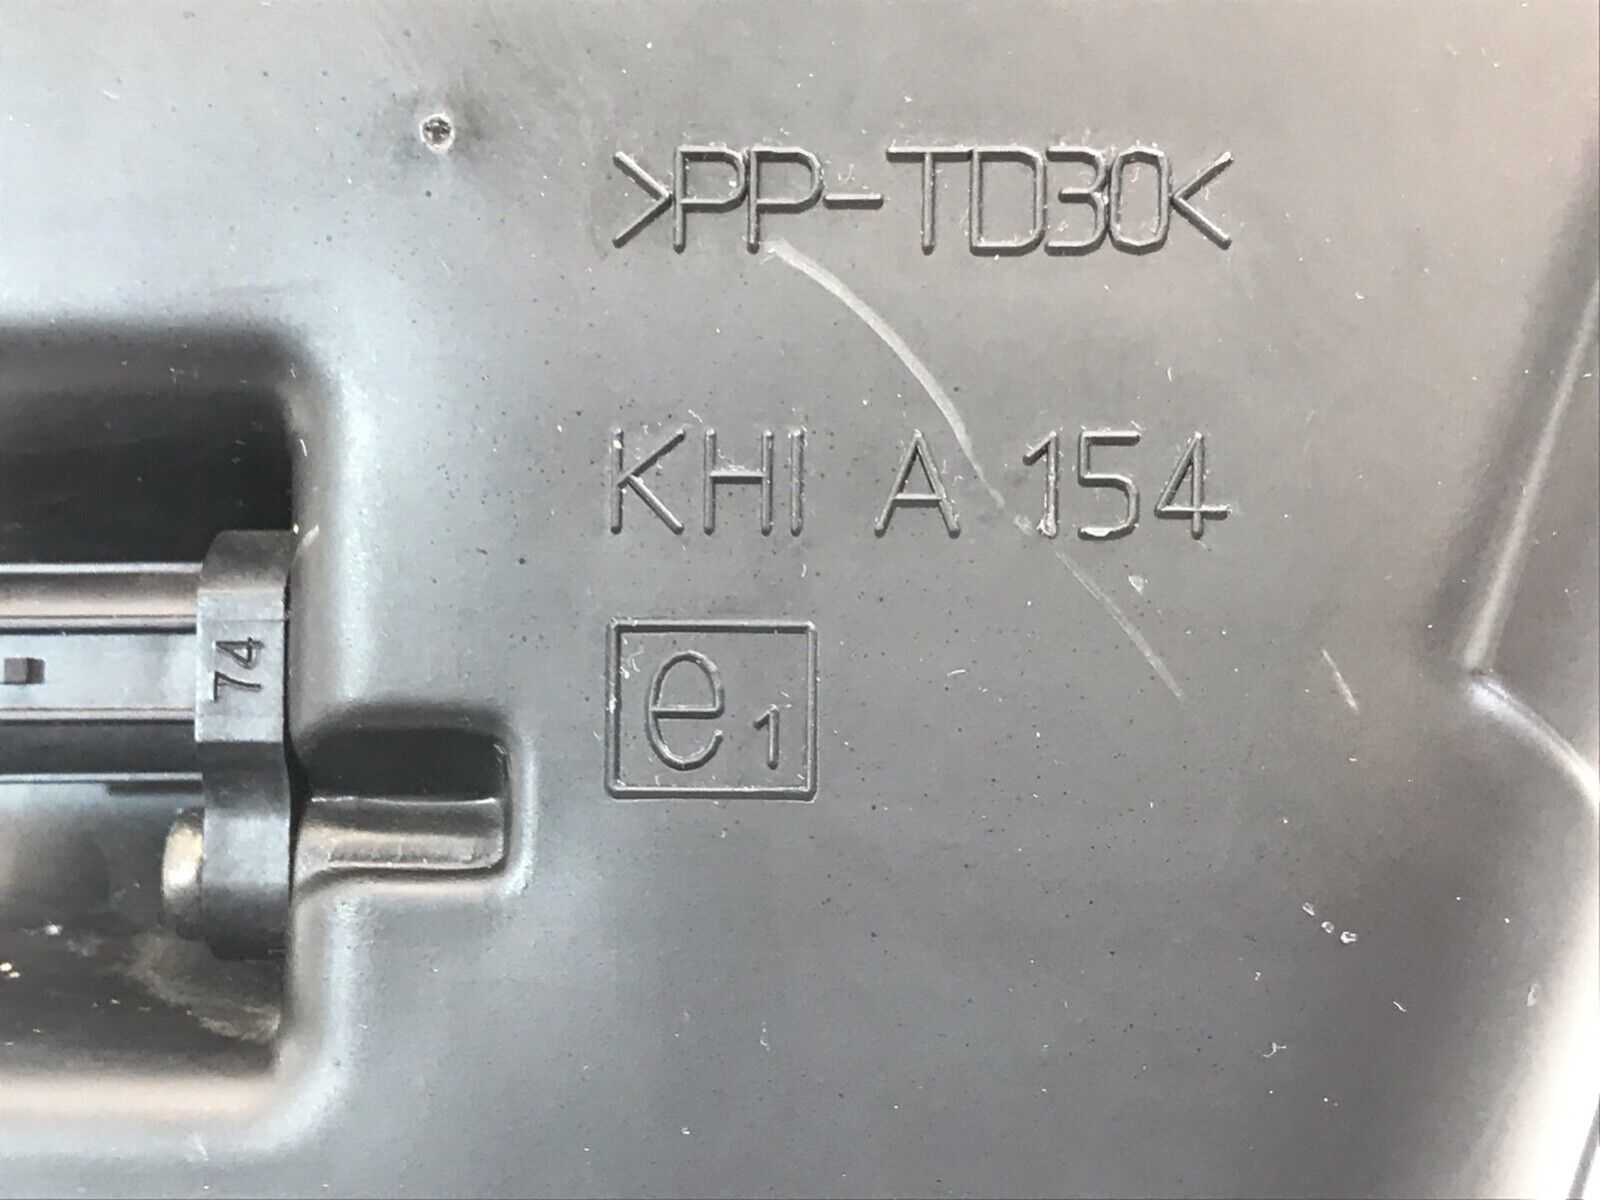 >PP-TD30<
KHI A 154
e1
74